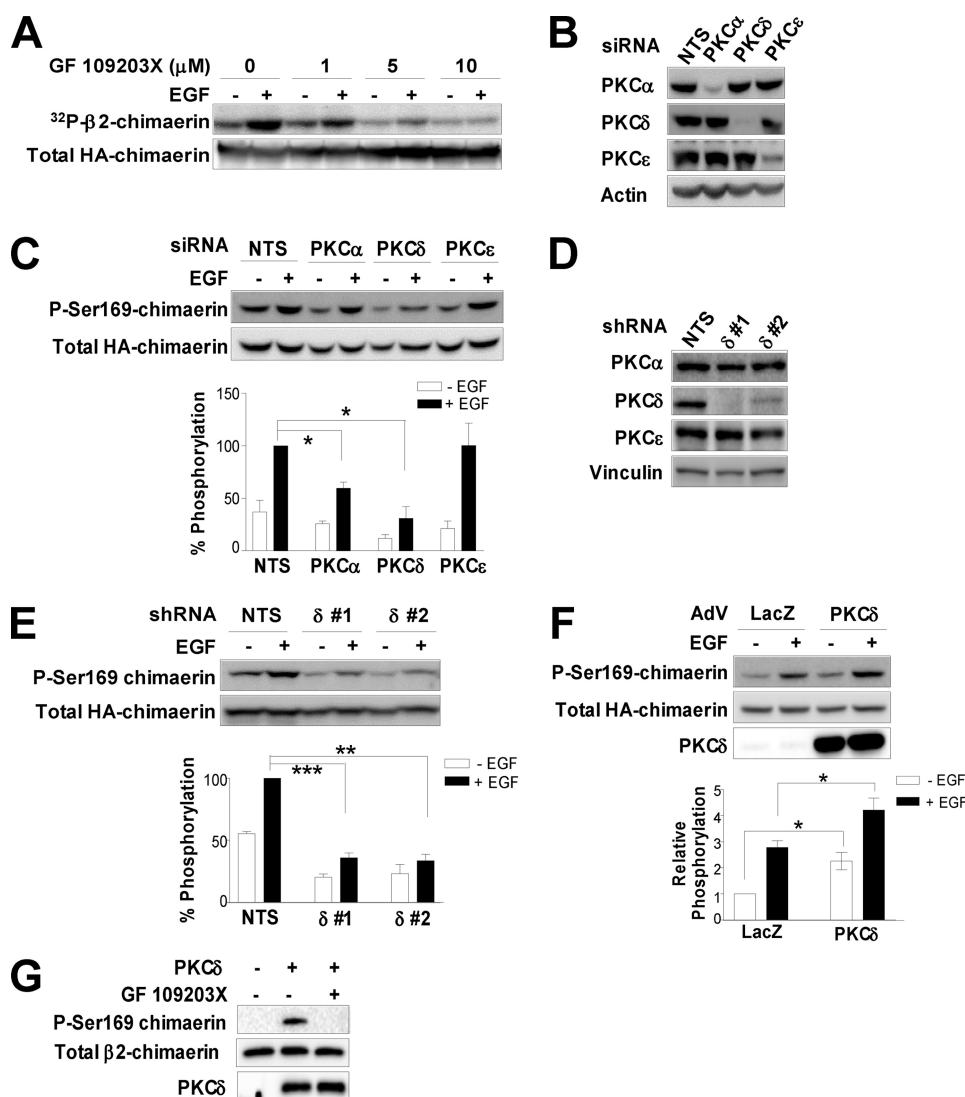 A
GF 109203X (μM) 0 1 5 10
EGF - + - + - + - +
³²P-β2-chimaerin
Total HA-chimaerin
B
siRNA NTS PKCα PKCδ PKCε
PKCα
PKCδ
PKCε
Actin
C
siRNA NTS PKCα PKCδ PKCε
EGF - + - + - + - +
P-Ser169-chimaerin
Total HA-chimaerin
- EGF
+ EGF
% Phosphorylation
150
100
50
0
*
*
NTS PKCα PKCδ PKCε
D
shRNA NTS δ #1 δ #2
PKCα
PKCδ
PKCε
Vinculin
E
shRNA NTS δ #1 δ #2
EGF - + - + - +
P-Ser169 chimaerin
Total HA-chimaerin
- EGF
+ EGF
% Phosphorylation
100
50
0
**
***
NTS δ #1 δ #2
F
AdV LacZ PKCδ
EGF - + - +
P-Ser169-chimaerin
Total HA-chimaerin
PKCδ
- EGF
+ EGF
Relative
Phosphorylation
5
4
3
2
1
0
*
*
LacZ PKCδ
G
PKCδ - + +
GF 109203X - - +
P-Ser169 chimaerin
Total β2-chimaerin
PKCδ